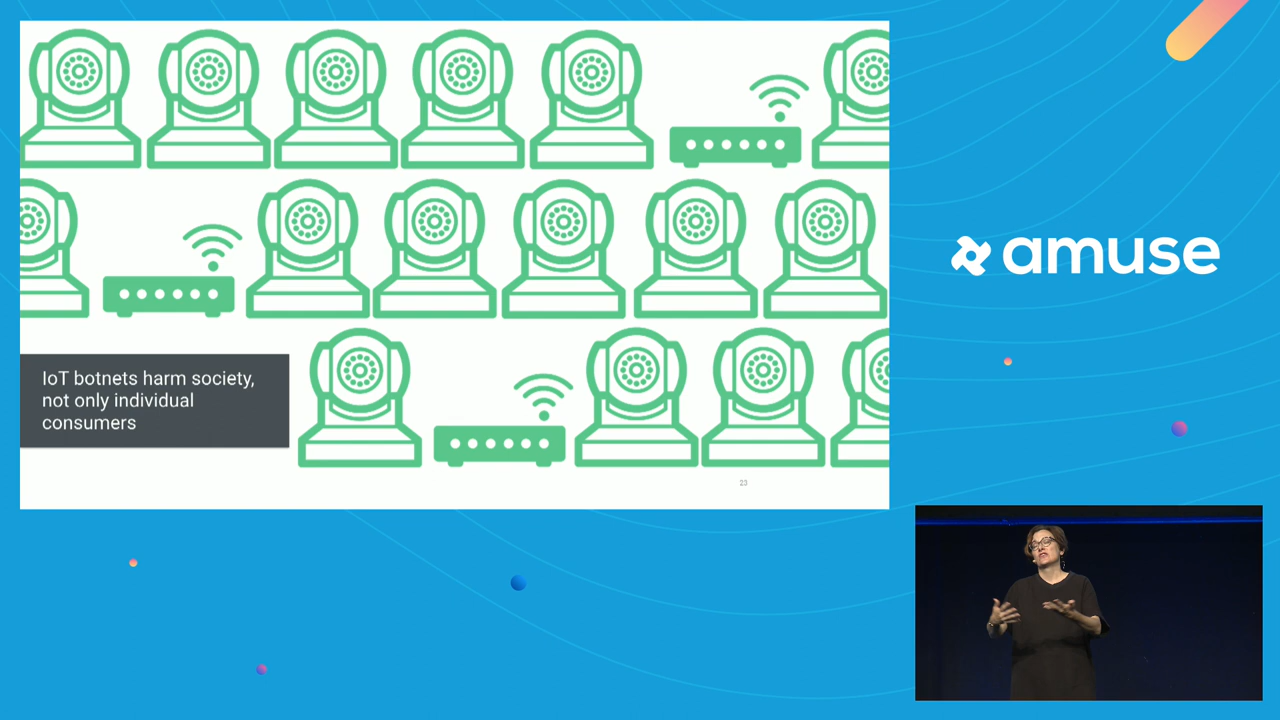 amuse
IoT botnets harm society,
not only individual
consumers
23